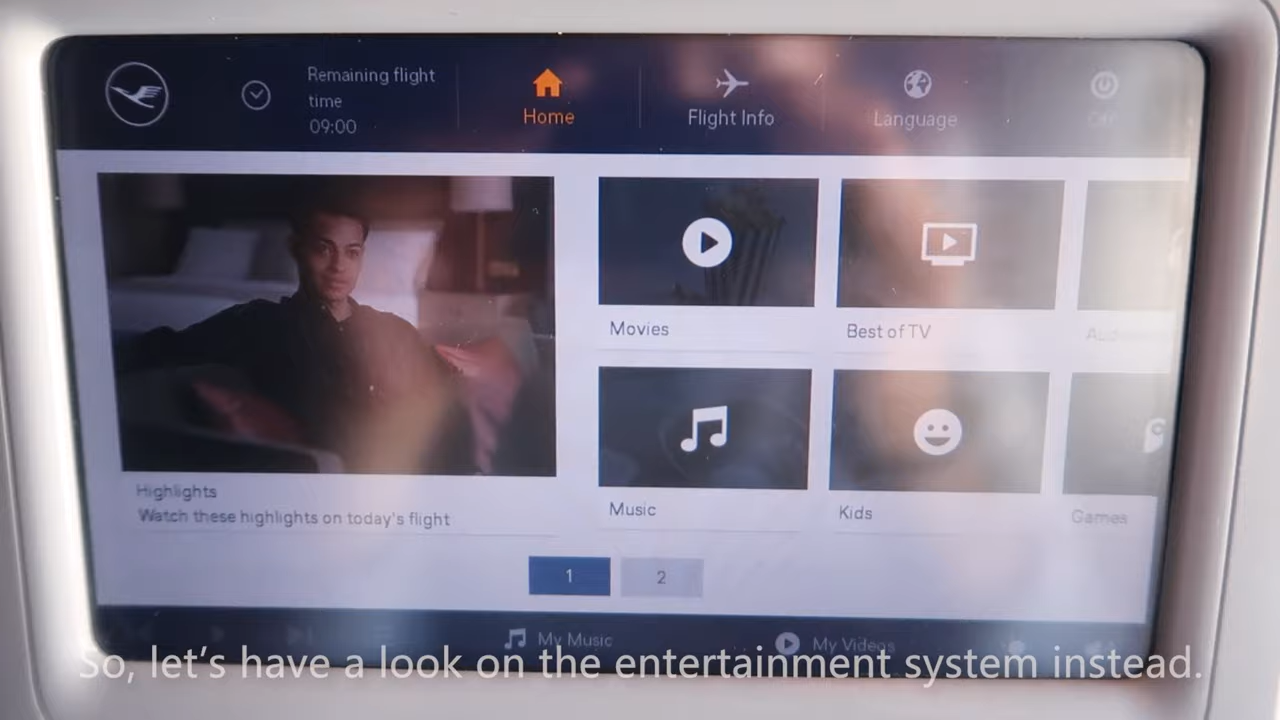 Remaining flight
time
09:00
Home
Flight Info
Language
Movies
Best of TV
Highlights
Watch these highlights on today's flight
Music
Kids
Games
1
2
My Music
My Videos
So, let’s have a look on the entertainment system instead.